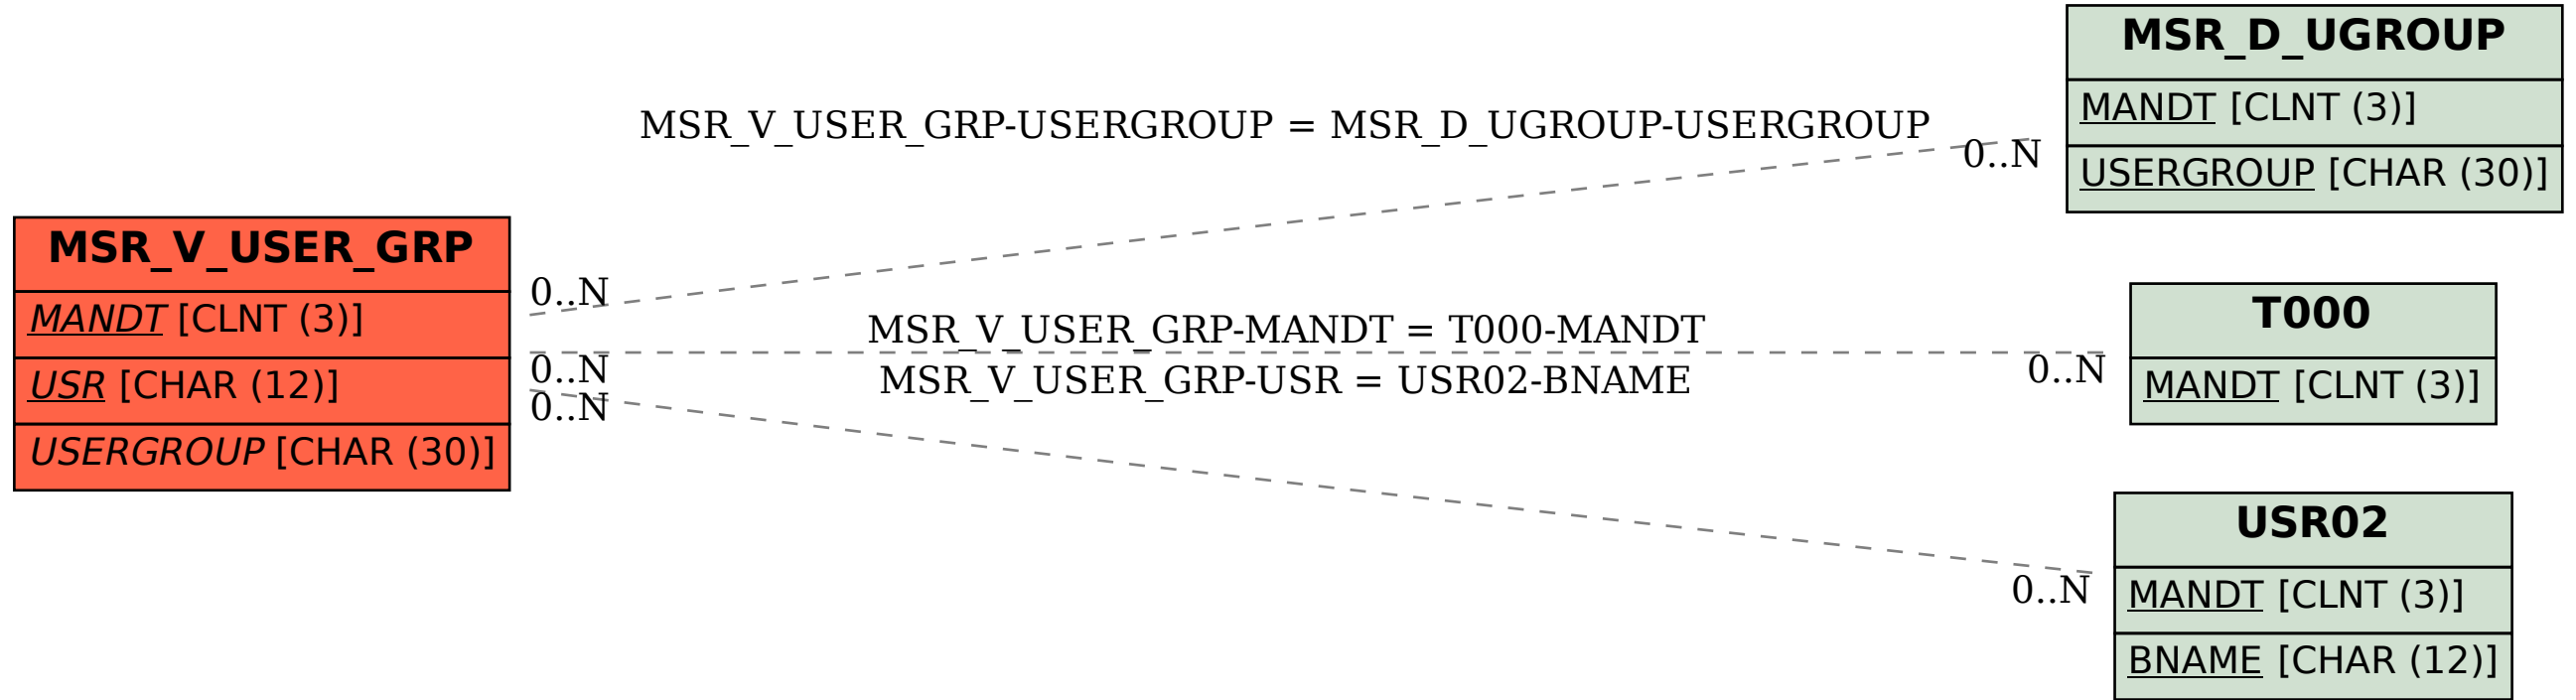 MSR_D_UGROUP
MANDT [CLNT (3)]
USERGROUP [CHAR (30)]
MSR_V_USER_GRP-USERGROUP = MSR_D_UGROUP-USERGROUP
0..N
MSR_V_USER_GRP
MANDT [CLNT (3)]
USR [CHAR (12)]
USERGROUP [CHAR (30)]
0..N
0..N
0..N
MSR_V_USER_GRP-MANDT = T000-MANDT
MSR_V_USER_GRP-USR = USR02-BNAME
0..N
T000
MANDT [CLNT (3)]
0..N
USR02
MANDT [CLNT (3)]
BNAME [CHAR (12)]